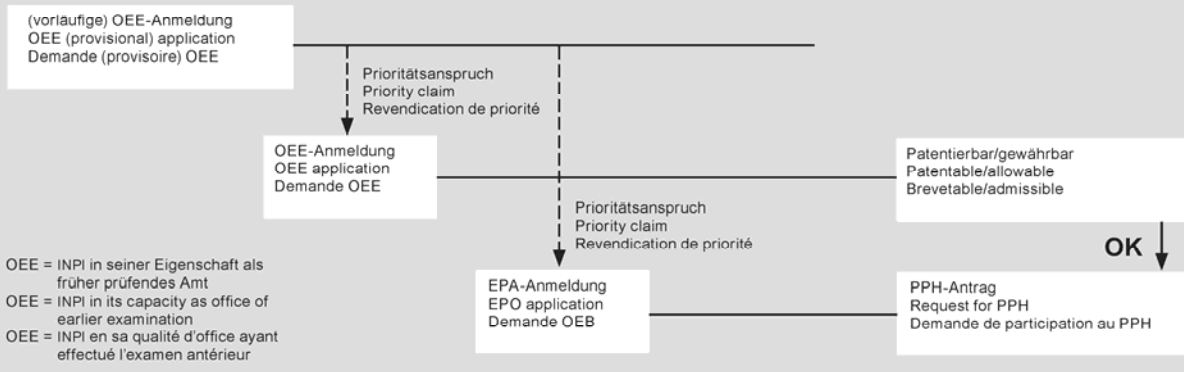 (vorläufige) OEE-Anmeldung
OEE (provisional) application
Demande (provisoire) OEE
Prioritätsanspruch
Priority claim
Revendication de priorité
OEE-Anmeldung
OEE application
Demande OEE
Patentierbar/gewährbar
Patentable/allowable
Brevetable/admissible
Prioritätsanspruch
Priority claim
Revendication de priorité
OK
OEE = INPI in seiner Eigenschaft als
früher prüfendes Amt
OEE = INPI in its capacity as office of
earlier examination
OEE = INPI en sa qualité d'office ayant
effectué l'examen antérieur
EPA-Anmeldung
EPO application
Demande OEB
PPH-Antrag
Request for PPH
Demande de participation au PPH